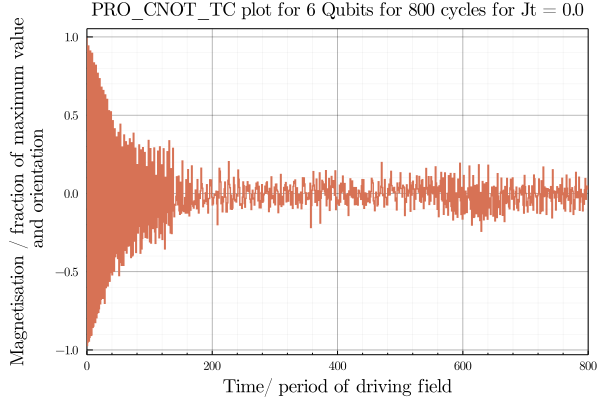 PRO_CNOT_TC plot for 6 Qubits for 800 cycles for Jt = 0.0
Magnetisation / fraction of maximum value
and orientation
1.0
0.5
0.0
−0.5
−1.0
0
200
400
600
800
Time/ period of driving field